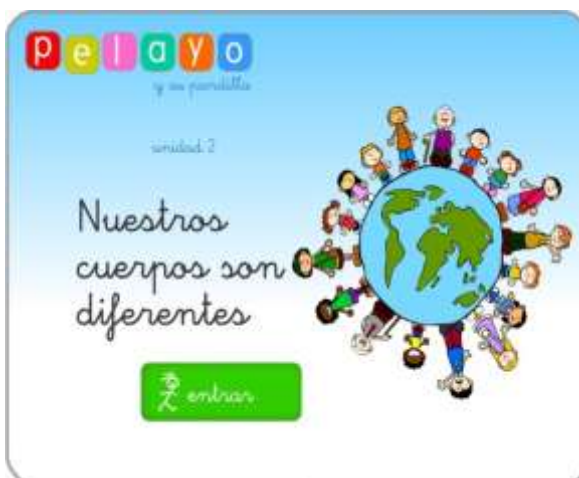 pelayo
y su pandilla
unidad 2
Nuestros
cuerpos son
diferentes
entrar